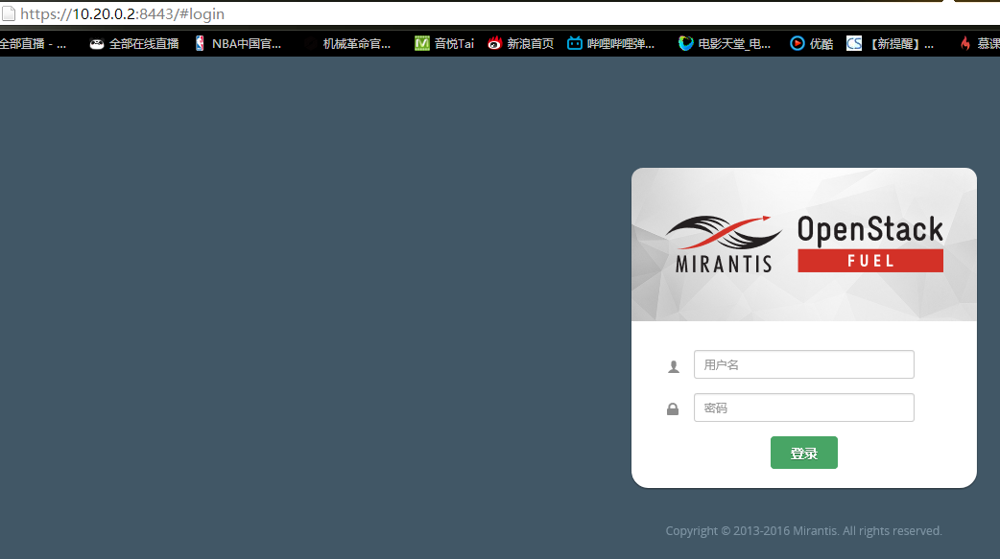 https://10.20.0.2:8443/#login
全部直播 - ... 全部在线直播 NBA中国官... 机械革命官... 音悦Tai 新浪首页 哔哩哔哩弹... 电影天堂_电... 优酷 【新提醒】... 慕课
MIRANTIS OpenStack
FUEL
用户名
密码
登录
Copyright © 2013-2016 Mirantis. All rights reserved.